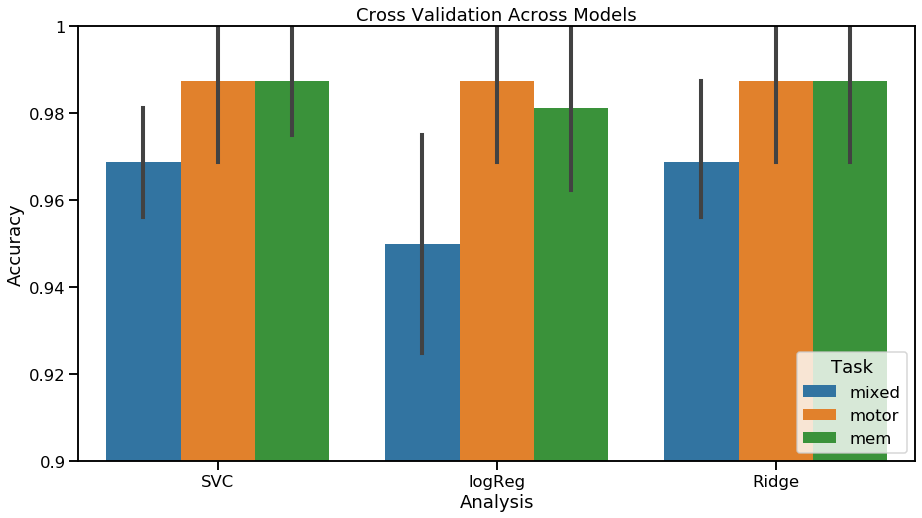 Cross Validation Across Models
1
0.98
0.96
0.94
0.92
0.9
Accuracy
SVC
logReg
Ridge
Analysis
Task
mixed
motor
mem